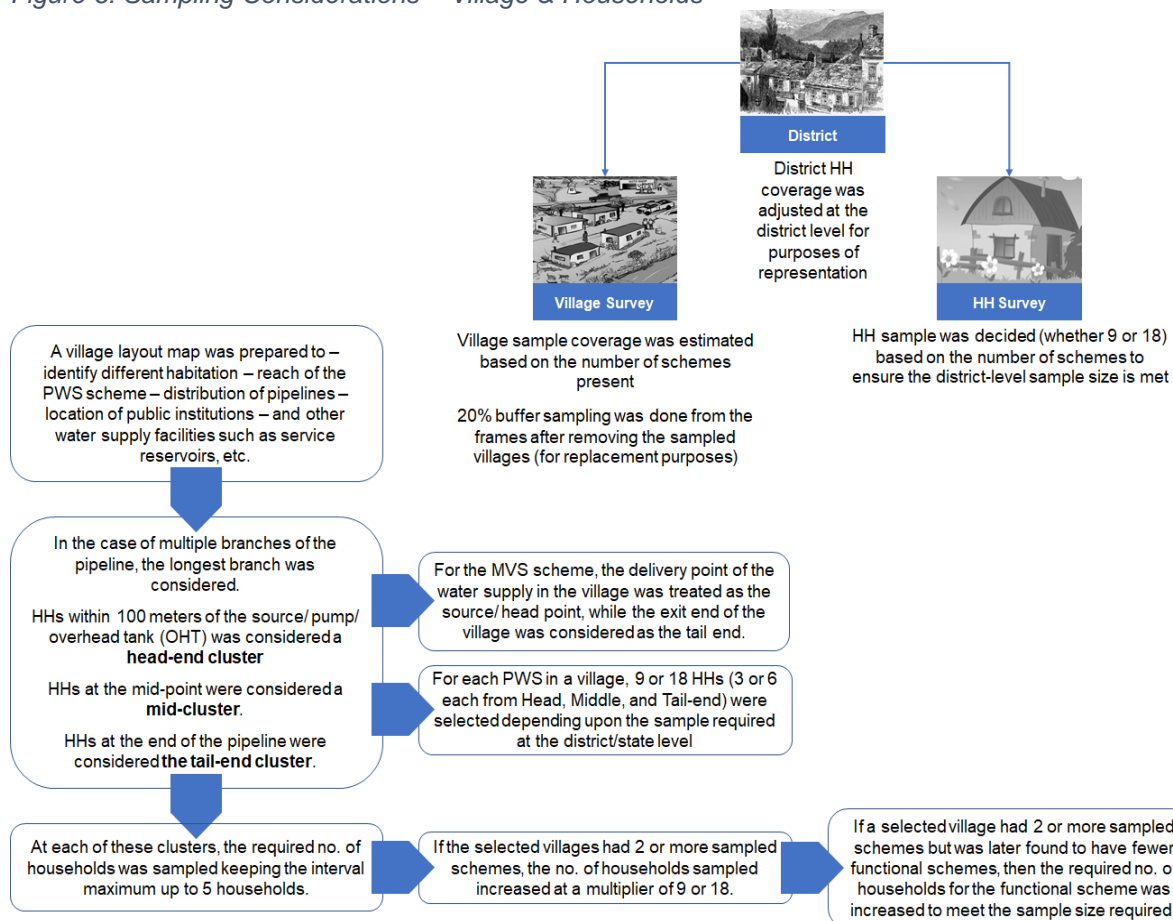 Figure 3: Sampling Considerations – Village & Households
District
District HH
coverage was
adjusted at the
district level for
purposes of
representation
Village Survey
Village sample coverage was estimated
based on the number of schemes
present
20% buffer sampling was done from the
frames after removing the sampled
villages (for replacement purposes)
HH Survey
HH sample was decided (whether 9 or 18)
based on the number of schemes to
ensure the district-level sample size is met
A village layout map was prepared to –
identify different habitation – reach of the
PWS scheme – distribution of pipelines –
location of public institutions – and other
water supply facilities such as service
reservoirs, etc.
In the case of multiple branches of the
pipeline, the longest branch was
considered.
HHs within 100 meters of the source/ pump/
overhead tank (OHT) was considered a
head-end cluster
HHs at the mid-point were considered a
mid-cluster.
HHs at the end of the pipeline were
considered the tail-end cluster.
For the MVS scheme, the delivery point of the
water supply in the village was treated as the
source/ head point, while the exit end of the
village was considered as the tail end.
For each PWS in a village, 9 or 18 HHs (3 or 6
each from Head, Middle, and Tail-end) were
selected depending upon the sample required
at the district/state level
At each of these clusters, the required no. of
households was sampled keeping the interval
maximum up to 5 households.
If the selected villages had 2 or more sampled
schemes, the no. of households sampled
increased at a multiplier of 9 or 18.
If a selected village had 2 or more sampled
schemes but was later found to have fewer
functional schemes, then the required no. of
households for the functional scheme was
increased to meet the sample size required